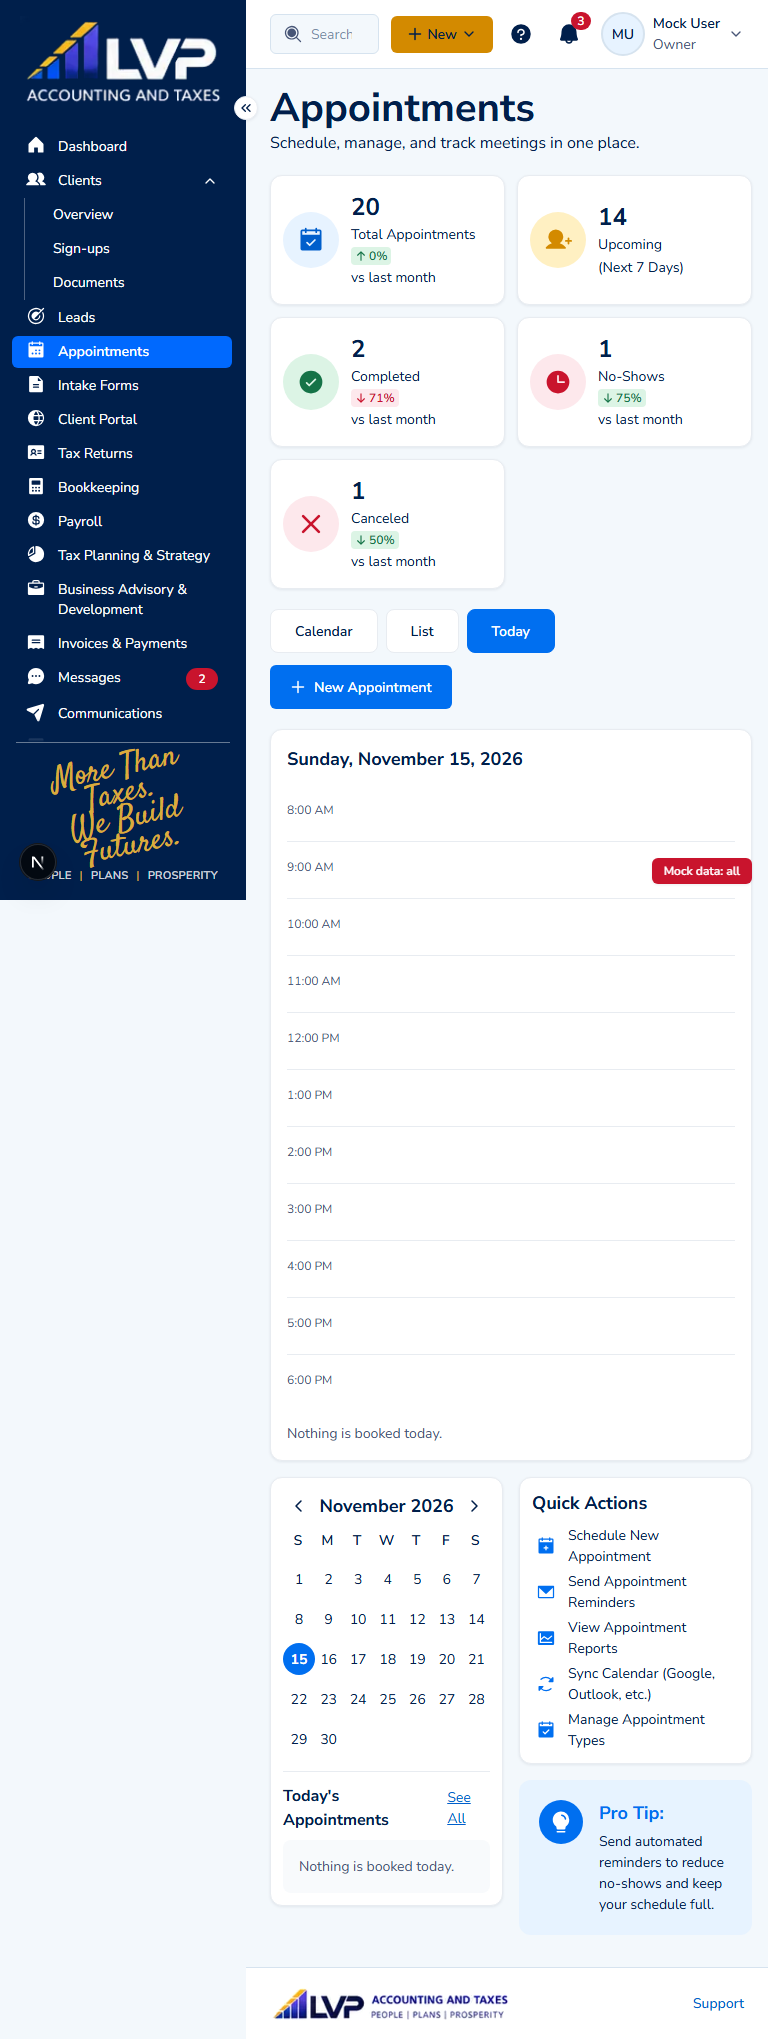 LVP
ACCOUNTING AND TAXES
Dashboard
Clients
Overview
Sign-ups
Documents
Leads
Appointments
Intake Forms
Client Portal
Tax Returns
Bookkeeping
Payroll
Tax Planning & Strategy
Business Advisory &
Development
Invoices & Payments
Messages 2
Communications
More Than
Taxes.
We Build
Futures.
PLE | PLANS | PROSPERITY
N
Search
New
3
MU
Mock User
Owner
Appointments
Schedule, manage, and track meetings in one place.
20
Total Appointments
↑ 0%
vs last month
14
Upcoming
(Next 7 Days)
2
Completed
↓ 71%
vs last month
1
No-Shows
↓ 75%
vs last month
1
Canceled
↓ 50%
vs last month
Calendar List Today
+ New Appointment
Sunday, November 15, 2026
8:00 AM
9:00 AM
Mock data: all
10:00 AM
11:00 AM
12:00 PM
1:00 PM
2:00 PM
3:00 PM
4:00 PM
5:00 PM
6:00 PM
Nothing is booked today.
November 2026
S M T W T F S
1 2 3 4 5 6 7
8 9 10 11 12 13 14
15 16 17 18 19 20 21
22 23 24 25 26 27 28
29 30
Today's
Appointments
See
All
Nothing is booked today.
Quick Actions
Schedule New
Appointment
Send Appointment
Reminders
View Appointment
Reports
Sync Calendar (Google,
Outlook, etc.)
Manage Appointment
Types
Pro Tip:
Send automated
reminders to reduce
no-shows and keep
your schedule full.
LVP
ACCOUNTING AND TAXES
PEOPLE | PLANS | PROSPERITY
Support